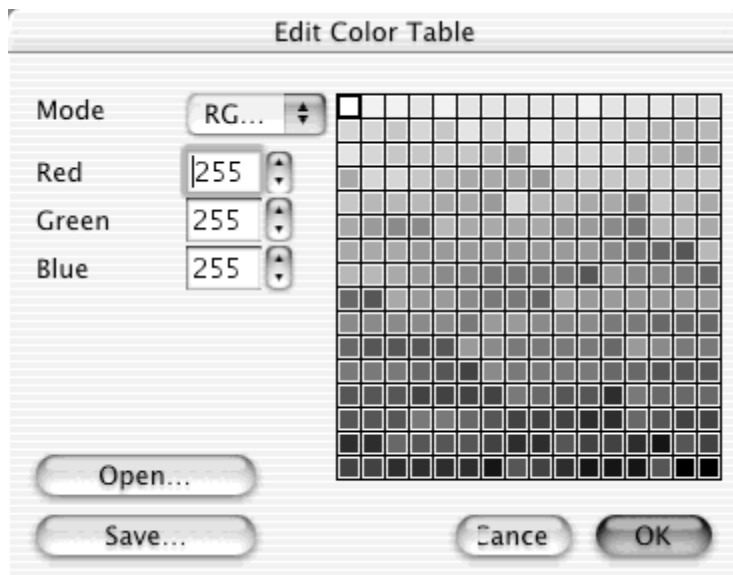 Edit Color Table
Mode RG...
Red 255
Green 255
Blue 255
Open...
Save...
Cance
OK